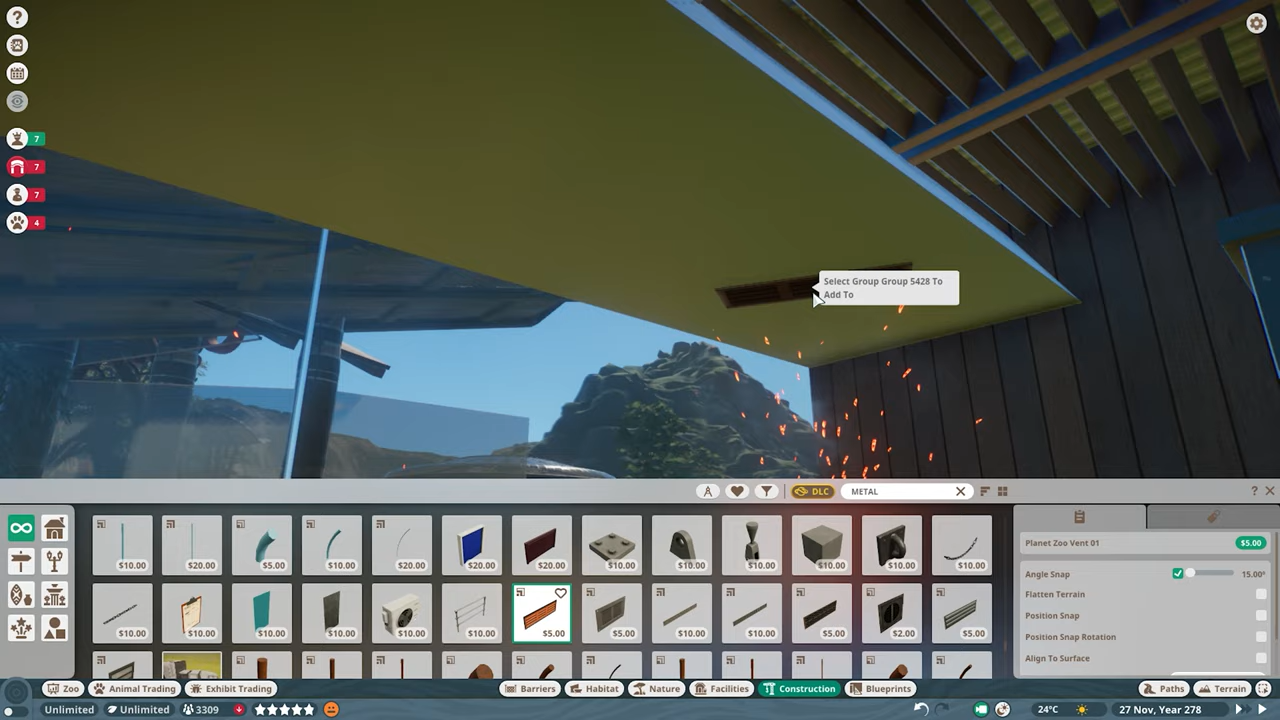 ?
7
7
7
4
Select Group Group 5428 To
Add To
DLC
METAL
? ×
$10.00 $20.00 $5.00 $10.00 $20.00 $20.00 $20.00 $10.00 $10.00 $10.00 $10.00 $10.00 $10.00
Planet Zoo Vent 01 $5.00
Angle Snap 15.00°
Flatten Terrain
Position Snap
Position Snap Rotation
Align To Surface
$10.00 $10.00 $10.00 $10.00 $10.00 $10.00 $5.00 $5.00 $10.00 $10.00 $5.00 $2.00 $5.00
Zoo Animal Trading Exhibit Trading Barriers Habitat Nature Facilities Construction Blueprints Paths Terrain
Unlimited Unlimited 3309 24°C 27 Nov, Year 278